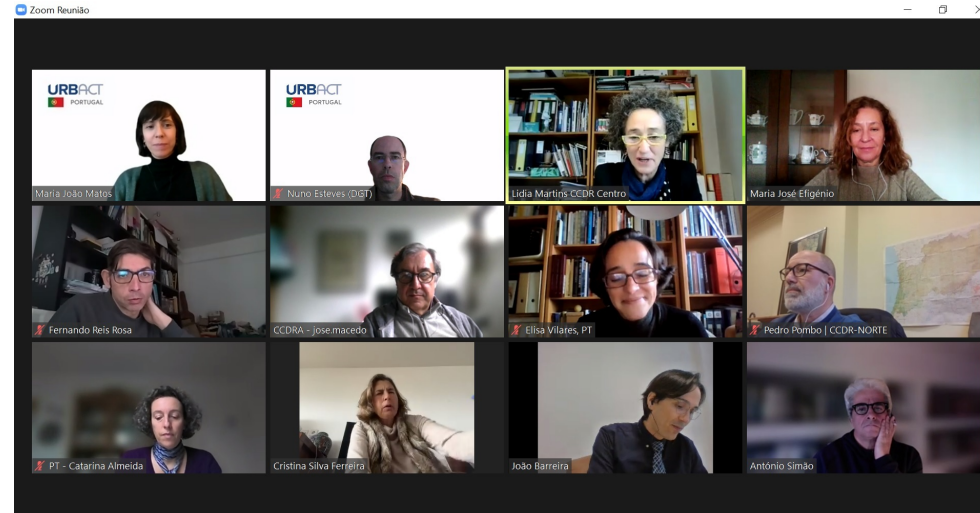 Zoom Reunião
URBACT
PORTUGAL
URBACT
PORTUGAL
Maria João Matos
Nuno Esteves (DGT)
Lidia Martins CCDR Centro
Maria José Efigénio
Fernando Reis Rosa
CCDRA - jose.macedo
Elisa Vilares, PT
Pedro Pombo | CCDR-NORTE
PT - Catarina Almeida
Cristina Silva Ferreira
João Barreira
António Simão